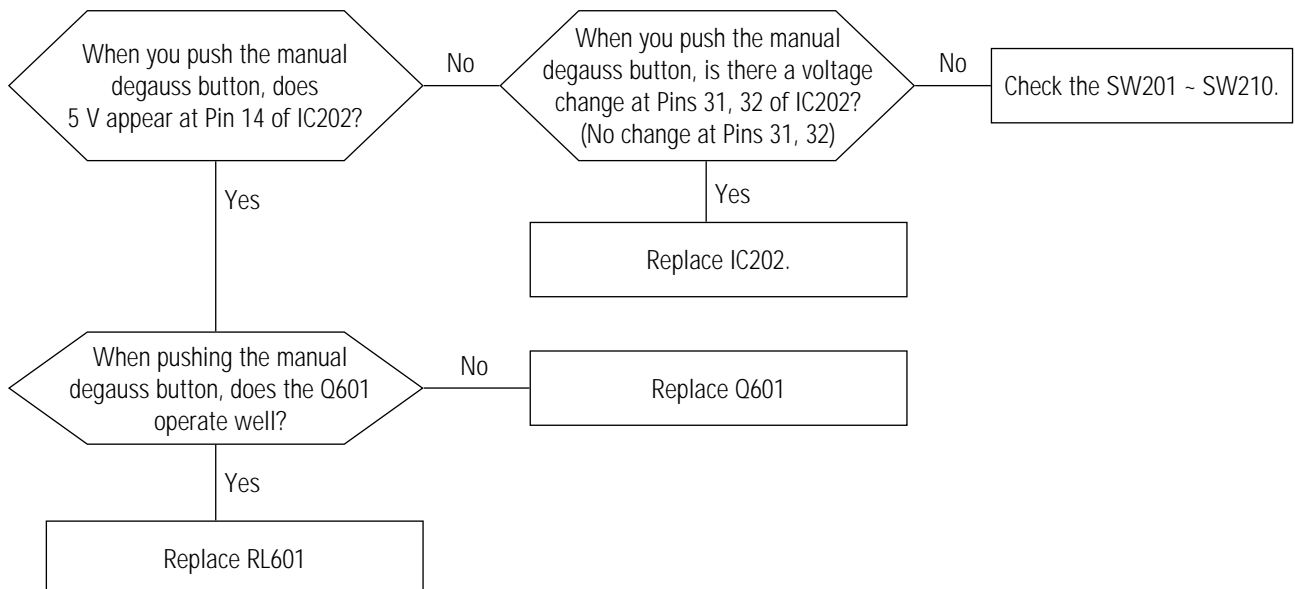 When you push the manual
degauss button, does
5 V appear at Pin 14 of IC202?
No
When you push the manual
degauss button, is there a voltage
change at Pins 31, 32 of IC202?
(No change at Pins 31, 32)
No
Check the SW201 ~ SW210.
Yes
Yes
Replace IC202.
When pushing the manual
degauss button, does the Q601
operate well?
No
Replace Q601
Yes
Replace RL601